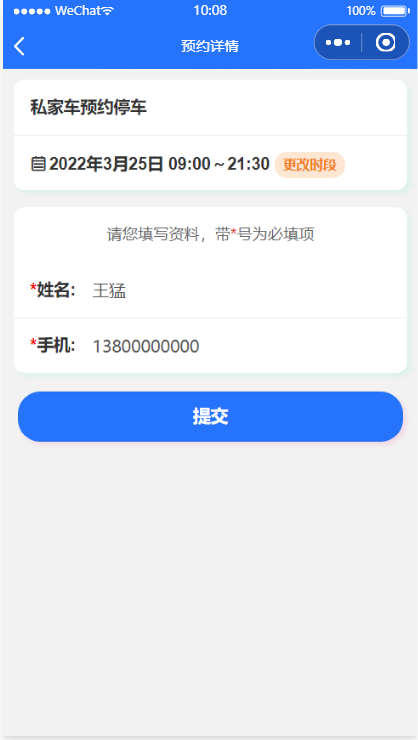 WeChat 10:08 100%
预约详情
私家车预约停车
2022年3月25日 09:00～21:30 更改时段
请您填写资料，带*号为必填项
*姓名: 王猛
*手机: 13800000000
提交